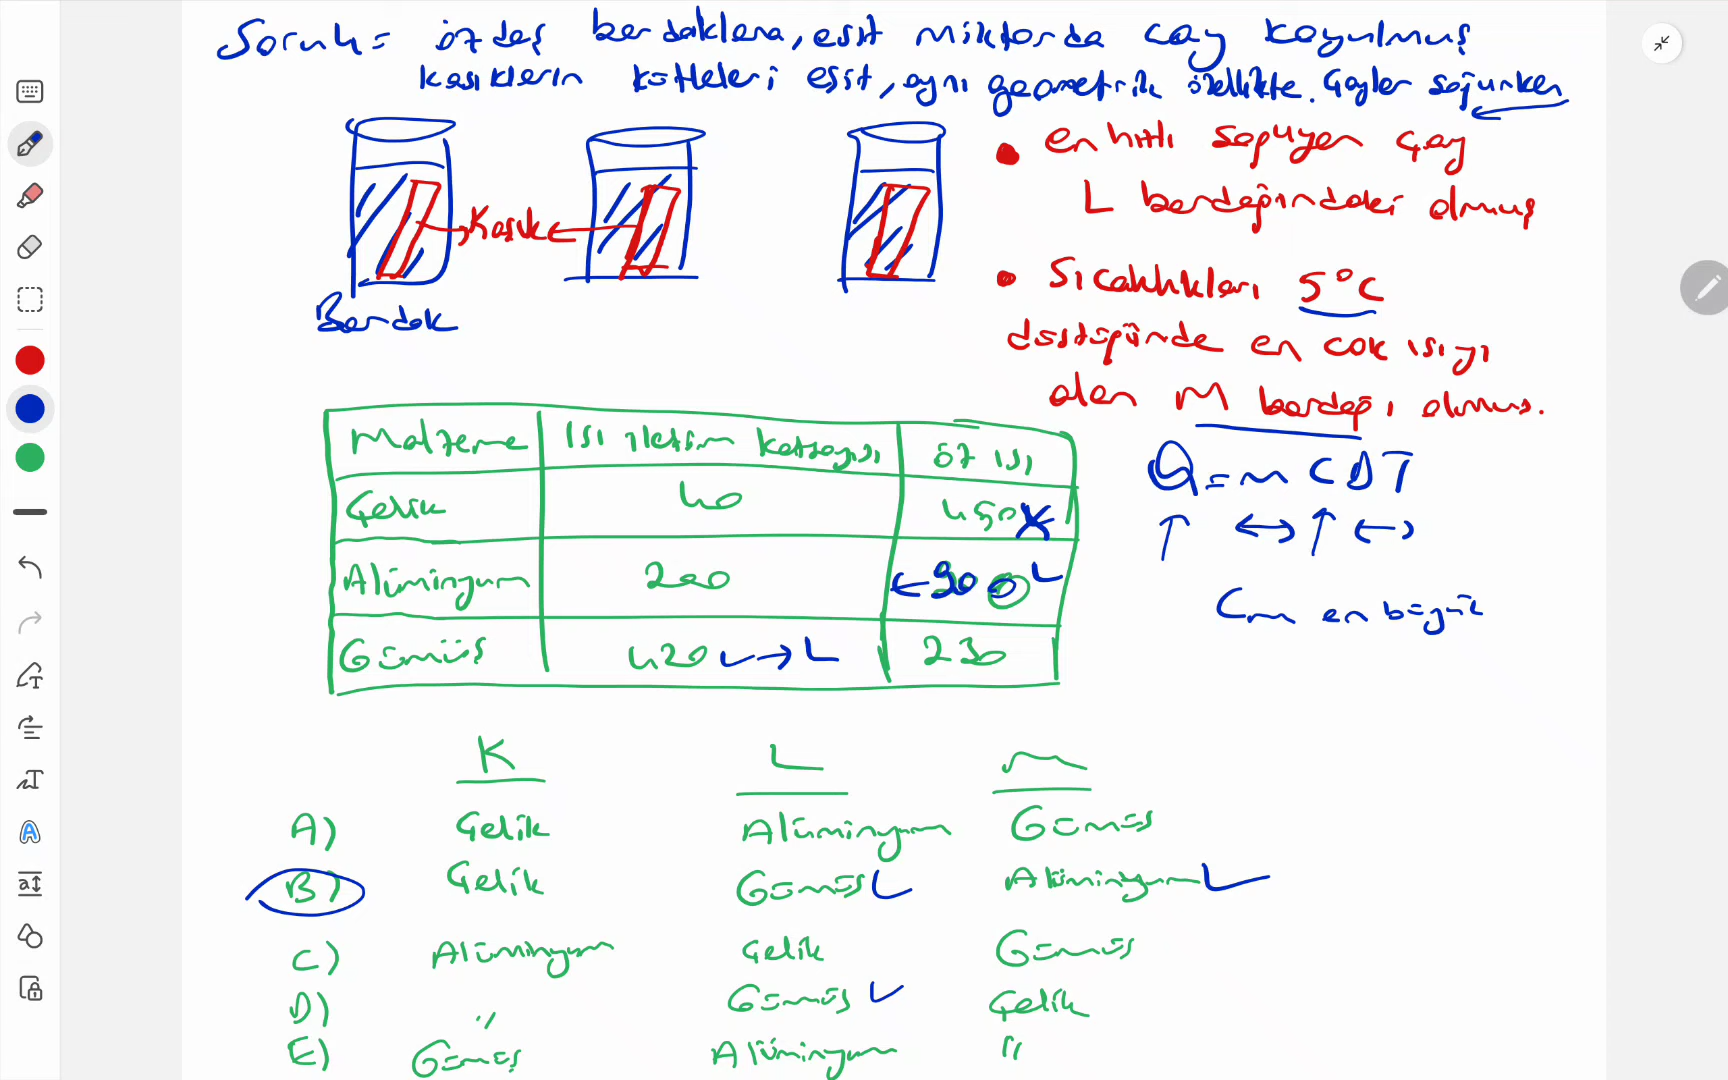 Soru4= özdeş bardaklara, eşit miktarda çay koyulmuş
kaşıkların kütleleri eşit, aynı geometrik özellikte. Çaylar soğurken
• en hızlı soğuyan çay
L bardağındaki olmuş
Kaşık
Bardak
• Sıcaklıkları 5°C
düştüğünde en çok ısıyı
alan M bardağı olmuş.
Malzeme Isı iletim katsayısı öz ısı
Çelik 40 450
Alüminyum 200 900 L
Gümüş 420 → L 230
Q = m C Δ T
↑ ↔ ↑ ↔
Cm en büyük
K L M
A) Çelik Alüminyum Gümüş
B) Çelik Gümüş Alüminyum
C) Alüminyum Çelik Gümüş
D) " Gümüş Çelik
E) Gümüş Alüminyum "